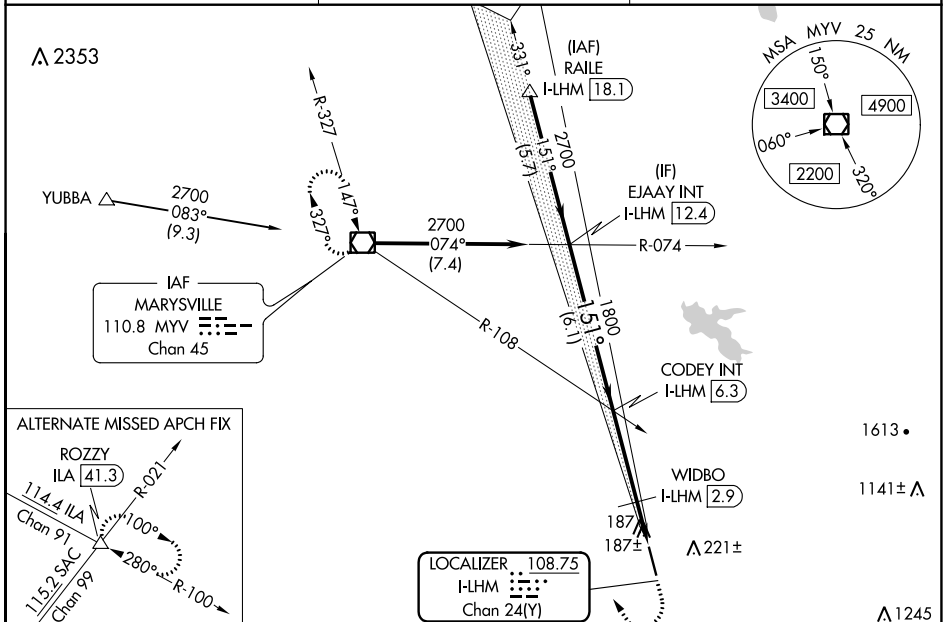 2353
331°
(IAF)
RAILE
I-LHM 18.1
MSA MYV 25 NM
150°
3400
4900
060°
2200
320°
R-327
147°
327°
151°
2700
(5.7)
YUBBA
2700
083°
(9.3)
(IF)
EJAAY INT
I-LHM 12.4
2700
074°
(7.4)
R-074
IAF
MARYSVILLE
110.8 MYV
Chan 45
R-108
1800
151°
(6.1)
CODEY INT
I-LHM 6.3
ALTERNATE MISSED APCH FIX
ROZZY
ILA 41.3
R-021
114.4 ILA
Chan 91
100°
280°
R-100
115.2 SAC
Chan 99
1613
1141±
WIDBO
I-LHM 2.9
187
187±
221±
LOCALIZER 108.75
I-LHM
Chan 24(Y)
1245